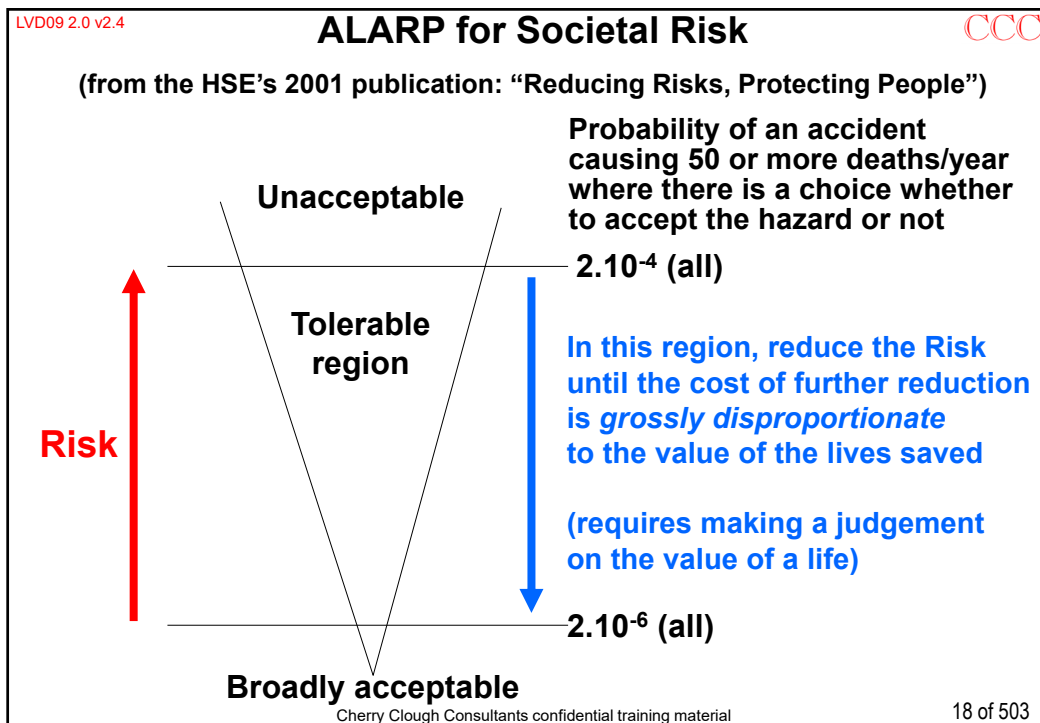 LVD09 2.0 v2.4
ALARP for Societal Risk
CCC
(from the HSE's 2001 publication: “Reducing Risks, Protecting People”)
Probability of an accident
causing 50 or more deaths/year
where there is a choice whether
to accept the hazard or not
Unacceptable
2.10⁻⁴ (all)
Tolerable
region
In this region, reduce the Risk
until the cost of further reduction
is grossly disproportionate
to the value of the lives saved
Risk
(requires making a judgement
on the value of a life)
2.10⁻⁶ (all)
Broadly acceptable
Cherry Clough Consultants confidential training material
18 of 503